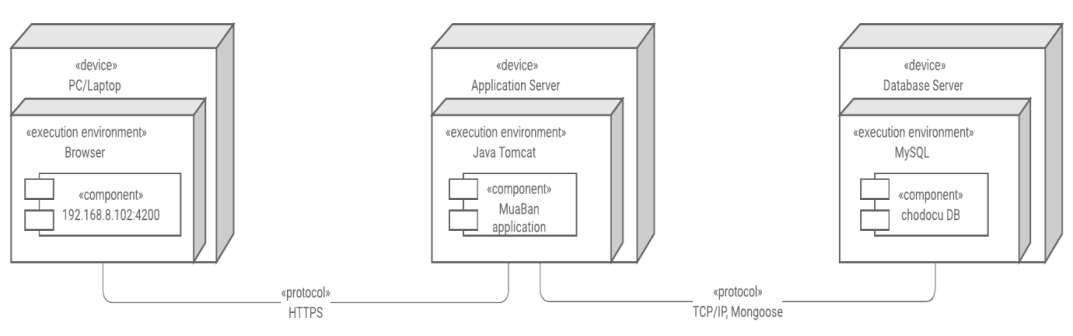 «device»
PC/Laptop
«execution environment»
Browser
«component»
192.168.8.102:4200
«device»
Application Server
«execution environment»
Java Tomcat
«component»
MuaBan
application
«device»
Database Server
«execution environment»
MySQL
«component»
chodocu DB
«protocol»
HTTPS
«protocol»
TCP/IP, Mongoose